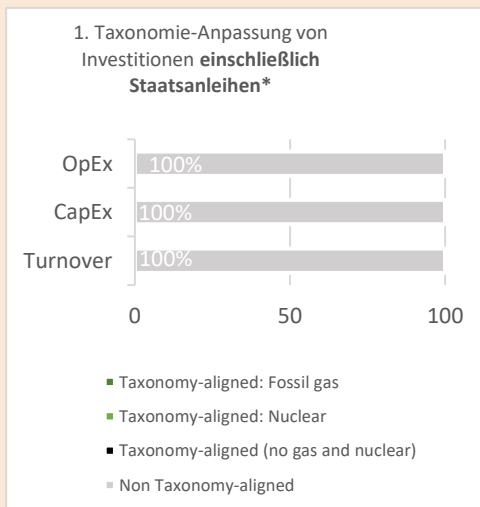 1. Taxonomie-Anpassung von
Investitionen einschließlich
Staatsanleihen*
OpEx 100%
CapEx 100%
Turnover 100%
0 50 100
Taxonomy-aligned: Fossil gas
Taxonomy-aligned: Nuclear
Taxonomy-aligned (no gas and nuclear)
Non Taxonomy-aligned